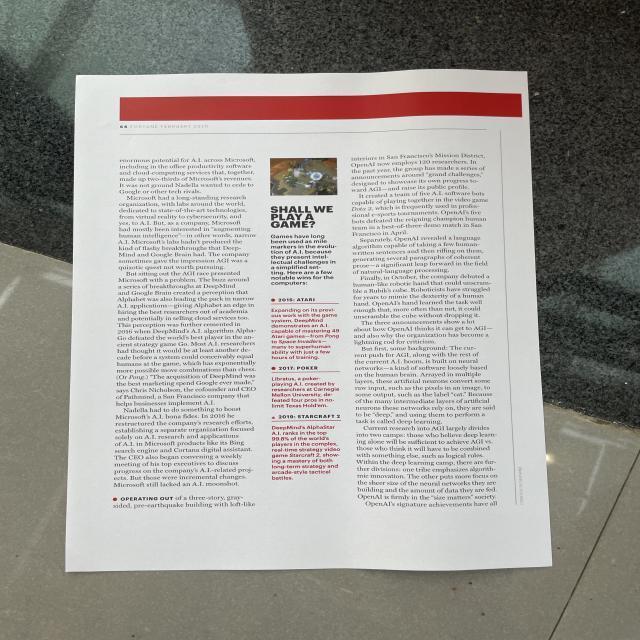 66 FORTUNE FEBRUARY 2020
enormous potential for A.I. across Microsoft,
including in the office productivity software
and cloud-computing services that, together,
made up two-thirds of Microsoft's revenues.
It was not ground Nadella wanted to cede to
Google or other tech rivals.
Microsoft had a long-standing research
organization, with labs around the world,
dedicated to state-of-the-art technologies,
from virtual reality to cybersecurity, and
yes, to A.I. But, as a company, Microsoft
had mostly been interested in "augmenting
human intelligence"—in other words, narrow
A.I. Microsoft's labs hadn't produced the
kind of flashy breakthroughs that Deep-
Mind and Google Brain had. The company
sometimes gave the impression AGI was a
quixotic quest not worth pursuing.
But sitting out the AGI race presented
Microsoft with a problem. The buzz around
a series of breakthroughs at DeepMind
and Google Brain created a perception that
Alphabet was also leading the pack in narrow
A.I. applications—giving Alphabet an edge in
hiring the best researchers out of academia
and potentially in selling cloud services too.
This perception was further cemented in
2016 when DeepMind's A.I. algorithm Alpha-
Go defeated the world's best player in the an-
cient strategy game Go. Most A.I. researchers
had thought it would be at least another de-
cade before a system could conceivably equal
humans at the game, which has exponentially
more possible move combinations than chess.
(Or Pong.) "The acquisition of DeepMind was
the best marketing spend Google ever made,"
says Chris Nicholson, the cofounder and CEO
of Pathmind, a San Francisco company that
helps businesses implement A.I.
Nadella had to do something to boost
Microsoft's A.I. bona fides. In 2016 he
restructured the company's research efforts,
establishing a separate organization focused
solely on A.I. research and applications
of A.I. in Microsoft products like its Bing
search engine and Cortana digital assistant.
The CEO also began convening a weekly
meeting of his top executives to discuss
progress on the company's A.I.-related proj-
ects. But those were incremental changes.
Microsoft still lacked an A.I. moonshot.
OPERATING OUT of a three-story, gray-
sided, pre-earthquake building with loft-like
SHALL WE
PLAY A
GAME?
Games have long
been used as mile
markers in the evolu-
tion of A.I. because
they present intel-
lectual challenges in
a simplified set-
ting. Here are a few
notable wins for the
computers:
2015: ATARI
Expanding on its previ-
ous work with the game
system, DeepMind
demonstrates an A.I.
capable of mastering 49
Atari games—from Pong
to Space Invaders—
many to superhuman
ability with just a few
hours of training.
2017: POKER
Libratus, a poker-
playing A.I. created by
researchers at Carnegie
Mellon University, de-
feated four pros in no-
limit Texas Hold'em.
2019: STARCRAFT 2
DeepMind's AlphaStar
A.I. ranks in the top
99.8% of the world's
players in the complex,
real-time strategy video
game Starcraft 2, show-
ing a mastery of both
long-term strategy and
arcade-style tactical
battles.
interiors in San Francisco's Mission District,
OpenAI now employs 120 researchers. In
the past year, the group has made a series of
announcements around "grand challenges,"
designed to showcase its own progress to-
ward AGI—and raise its public profile.
It created a team of five A.I. software bots
capable of playing together in the video game
Dota 2, which is frequently used in profes-
sional e-sports tournaments. OpenAI's five
bots defeated the reigning champion human
team in a best-of-three demo match in San
Francisco in April.
Separately, OpenAI revealed a language
algorithm capable of taking a few human-
written sentences and then riffing on them,
generating several paragraphs of coherent
prose—a significant leap forward in the field
of natural-language processing.
Finally, in October, the company debuted a
human-like robotic hand that could unscram-
ble a Rubik's cube. Roboticists have struggled
for years to mimic the dexterity of a human
hand. OpenAI's hand learned the task well
enough that, more often than not, it could
unscramble the cube without dropping it.
The three announcements show a lot
about how OpenAI thinks it can get to AGI—
and also why the organization has become a
lightning rod for criticism.
But first, some background: The cur-
rent push for AGI, along with the rest of
the current A.I. boom, is built on neural
networks—a kind of software loosely based
on the human brain. Arrayed in multiple
layers, these artificial neurons convert some
raw input, such as the pixels in an image, to
some output, such as the label "cat." Because
of the many intermediate layers of artificial
neurons these networks rely on, they are said
to be "deep," and using them to perform a
task is called deep learning.
Current research into AGI largely divides
into two camps: those who believe deep learn-
ing alone will be sufficient to achieve AGI vs.
those who think it will have to be combined
with something else, such as logical rules.
Within the deep learning camp, there are fur-
ther divisions: one tribe emphasizes algorith-
mic innovation. The other puts more focus on
the sheer size of the neural networks they are
building and the amount of data they are fed.
OpenAI is firmly in the "size matters" society.
OpenAI's signature achievements have all